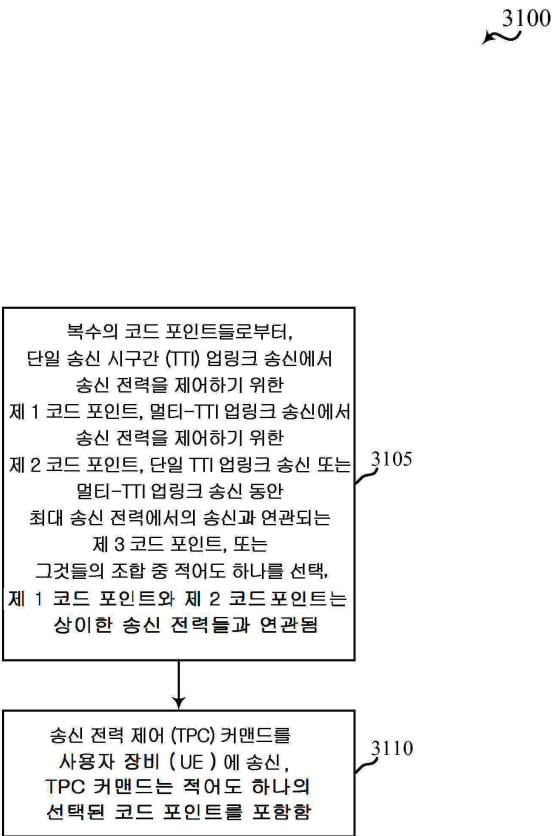 3100
복수의 코드 포인트들로부터,
단일 송신 시구간 (TTI) 업링크 송신에서
송신 전력을 제어하기 위한
제 1 코드 포인트, 멀티-TTI 업링크 송신에서
송신 전력을 제어하기 위한
제 2 코드 포인트, 단일 TTI 업링크 송신 또는
멀티-TTI 업링크 송신 동안
최대 송신 전력에서의 송신과 연관되는
제 3 코드 포인트, 또는
그것들의 조합 중 적어도 하나를 선택,
제 1 코드 포인트와 제 2 코드포인트는
상이한 송신 전력들과 연관됨
3105
송신 전력 제어 (TPC) 커맨드를
사용자 장비 ( UE ) 에 송신,
TPC 커맨드는 적어도 하나의
선택된 코드 포인트를 포함함
3110